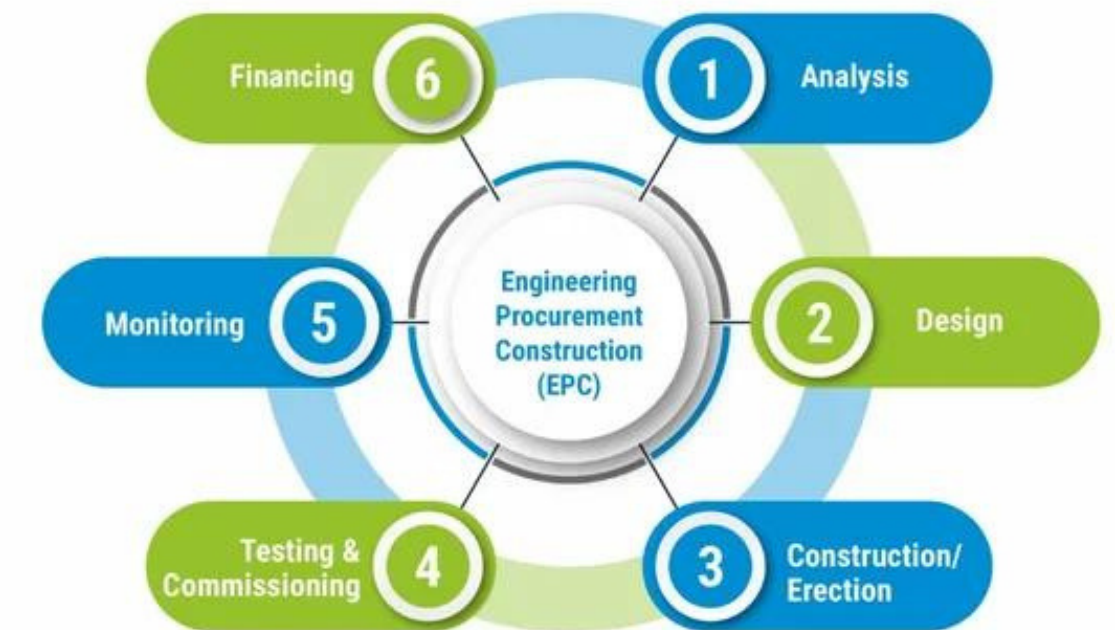 Engineering
Procurement
Construction
(EPC)
1
Analysis
2
Design
3
Construction/
Erection
4
Testing &
Commissioning
5
Monitoring
6
Financing